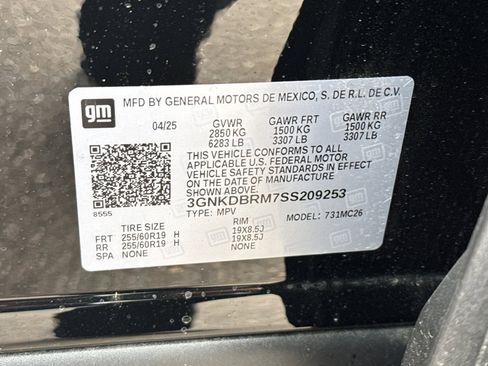 gm
MFD BY GENERAL MOTORS DE MEXICO, S. DE R.L. DE C.V.
04/25 GVWR GAWR FRT GAWR RR
2850 KG 1500 KG 1500 KG
6283 LB 3307 LB 3307 LB
THIS VEHICLE CONFORMS TO ALL
APPLICABLE U.S. FEDERAL MOTOR
VEHICLE SAFETY STANDARDS IN EFFECT
ON THE DATE OF MANUFACTURE
SHOWN ABOVE.
3GNKDBRM7SS209253
8555 TYPE: MPV MODEL: 731MC26
TIRE SIZE RIM
FRT 255/60R19 H 19X8.5J
RR 255/60R19 H 19X8.5J
SPA NONE NONE